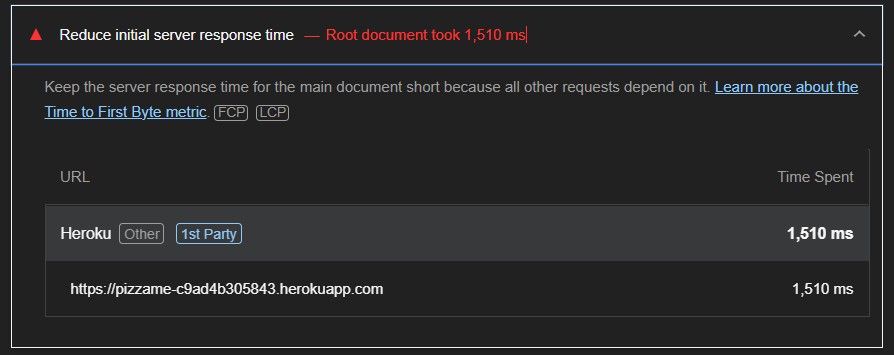 Reduce initial server response time — Root document took 1,510 ms
Keep the server response time for the main document short because all other requests depend on it. Learn more about the
Time to First Byte metric. FCP LCP
URL Time Spent
Heroku Other 1st Party 1,510 ms
https://pizzame-c9ad4b305843.herokuapp.com 1,510 ms